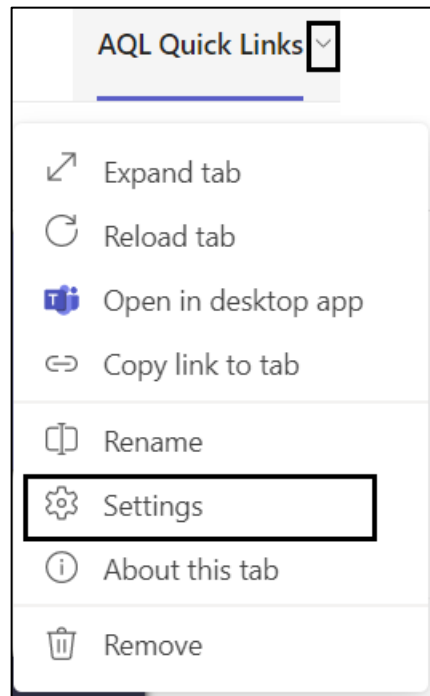 AQL Quick Links
Expand tab
Reload tab
Open in desktop app
Copy link to tab
Rename
Settings
About this tab
Remove